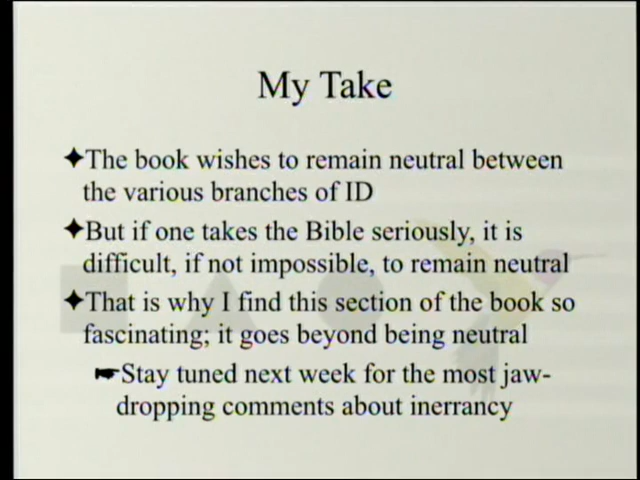 My Take
The book wishes to remain neutral between
the various branches of ID
But if one takes the Bible seriously, it is
difficult, if not impossible, to remain neutral
That is why I find this section of the book so
fascinating; it goes beyond being neutral
Stay tuned next week for the most jaw-
dropping comments about inerrancy